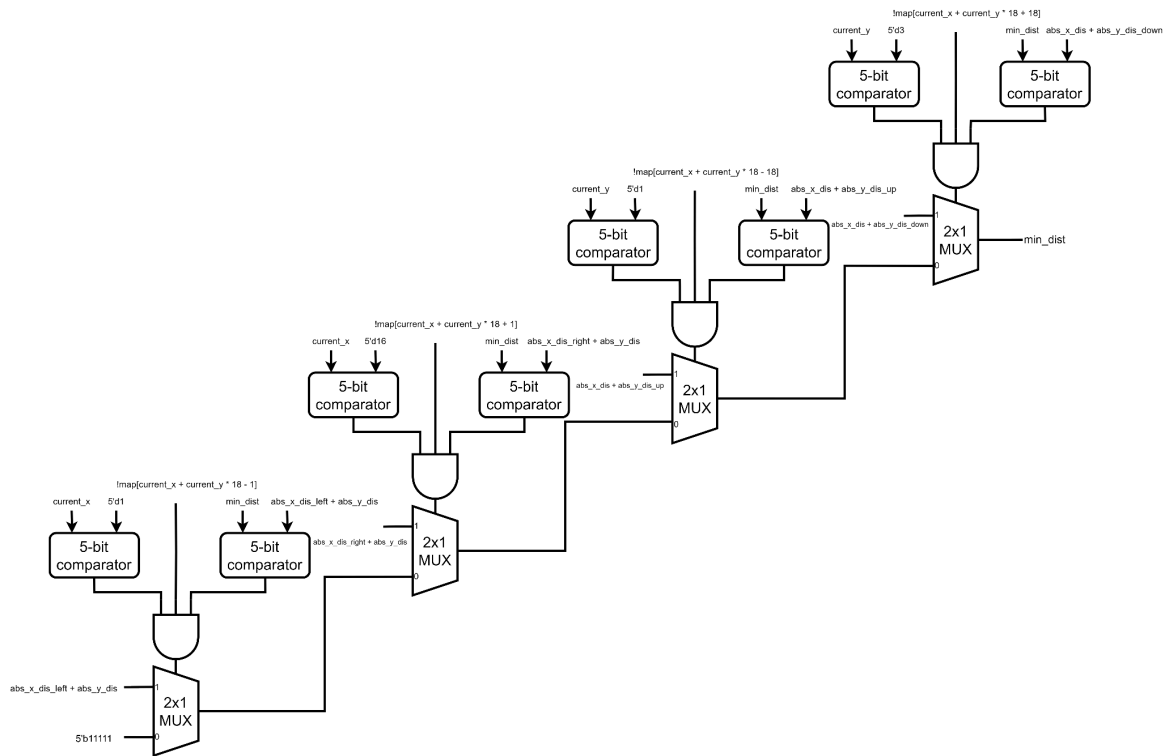 !map[current_x + current_y * 18 + 18]
current_y 5'd3 min_dist abs_x_dis + abs_y_dis_down
5-bit comparator
5-bit comparator
!map[current_x + current_y * 18 - 18]
current_y 5'd1 min_dist abs_x_dis + abs_y_dis_up
5-bit comparator
5-bit comparator
1
abs_x_dis + abs_y_dis_down
2x1 MUX
0
min_dist
!map[current_x + current_y * 18 + 1]
current_x 5'd16 min_dist abs_x_dis_right + abs_y_dis
5-bit comparator
5-bit comparator
1
abs_x_dis + abs_y_dis_up
2x1 MUX
0
!map[current_x + current_y * 18 - 1]
current_x 5'd1 min_dist abs_x_dis_left + abs_y_dis
5-bit comparator
5-bit comparator
1
abs_x_dis_right + abs_y_dis
2x1 MUX
0
abs_x_dis_left + abs_y_dis
1
2x1 MUX
5'b11111
0